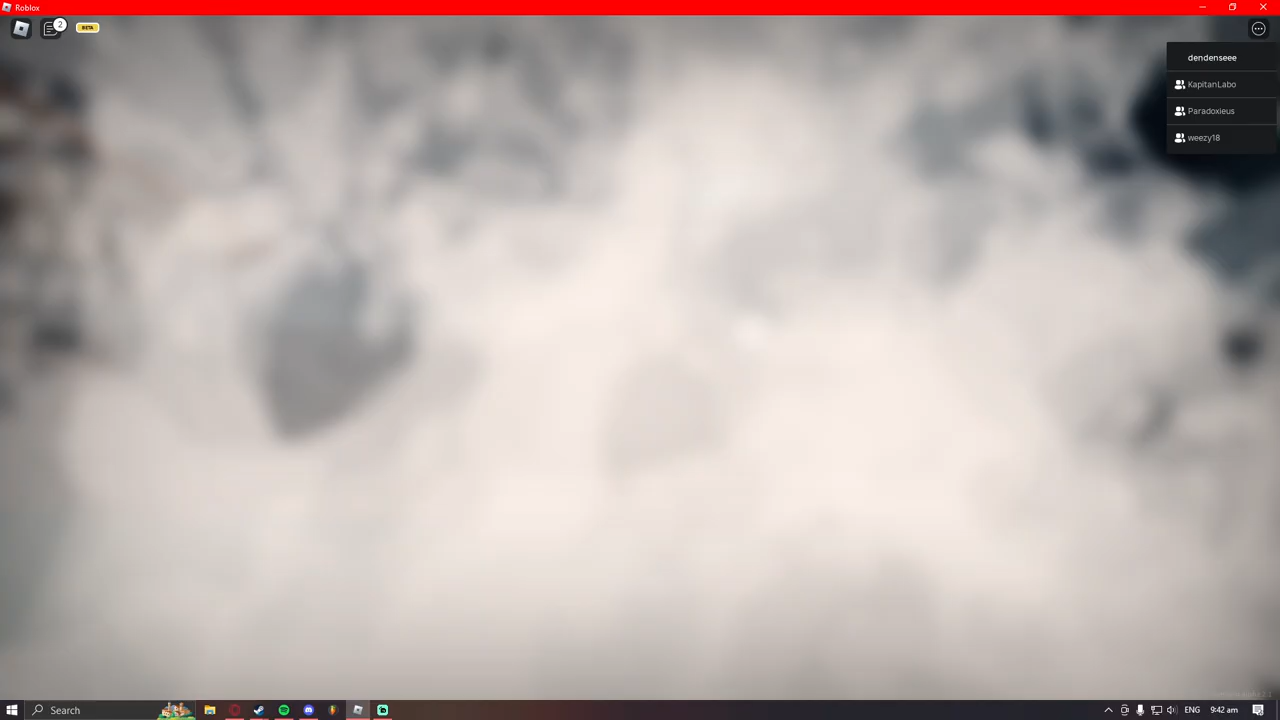 Roblox
2
BETA
dendenseee
KapitanLabo
Paradoxieus
weezy18
Search
ENG
9:42 am